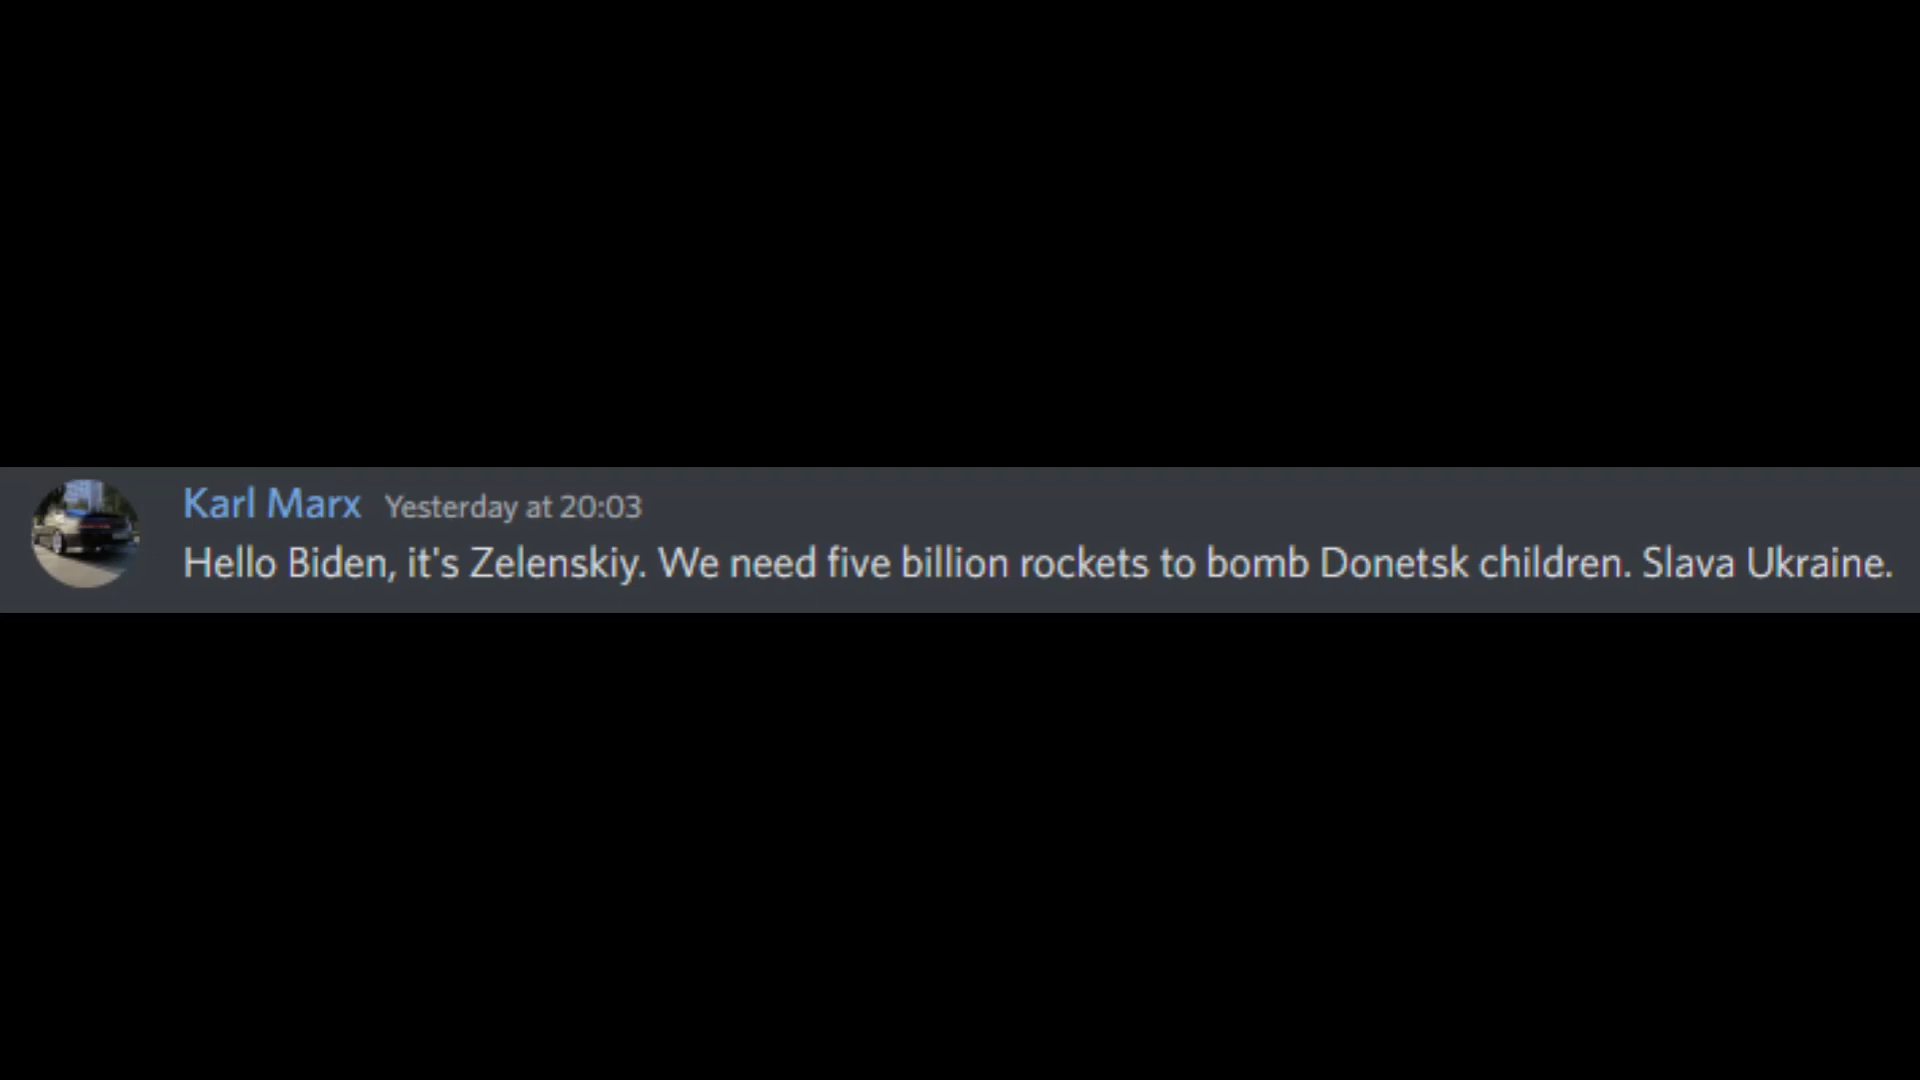 Karl Marx Yesterday at 20:03
Hello Biden, it's Zelenskiy. We need five billion rockets to bomb Donetsk children. Slava Ukraine.